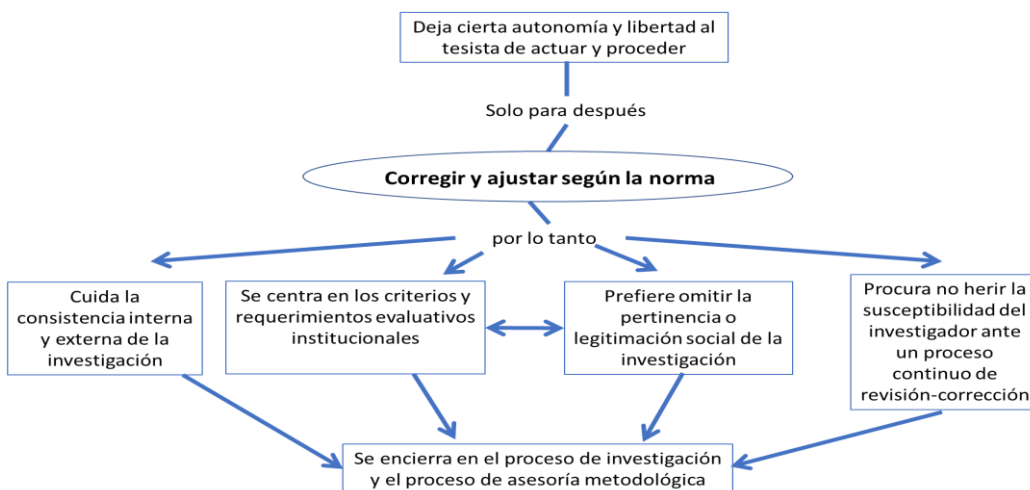 Deja cierta autonomía y libertad al
tesista de actuar y proceder
Solo para después
Corregir y ajustar según la norma
por lo tanto
Cuida la
consistencia interna
y externa de la
investigación
Se centra en los criterios y
requerimientos evaluativos
institucionales
Prefiere omitir la
pertinencia o
legitimación social de la
investigación
Procura no herir la
susceptibilidad del
investigador ante
un proceso
continuo de
revisión-corrección
Se encierra en el proceso de investigación
y el proceso de asesoría metodológica